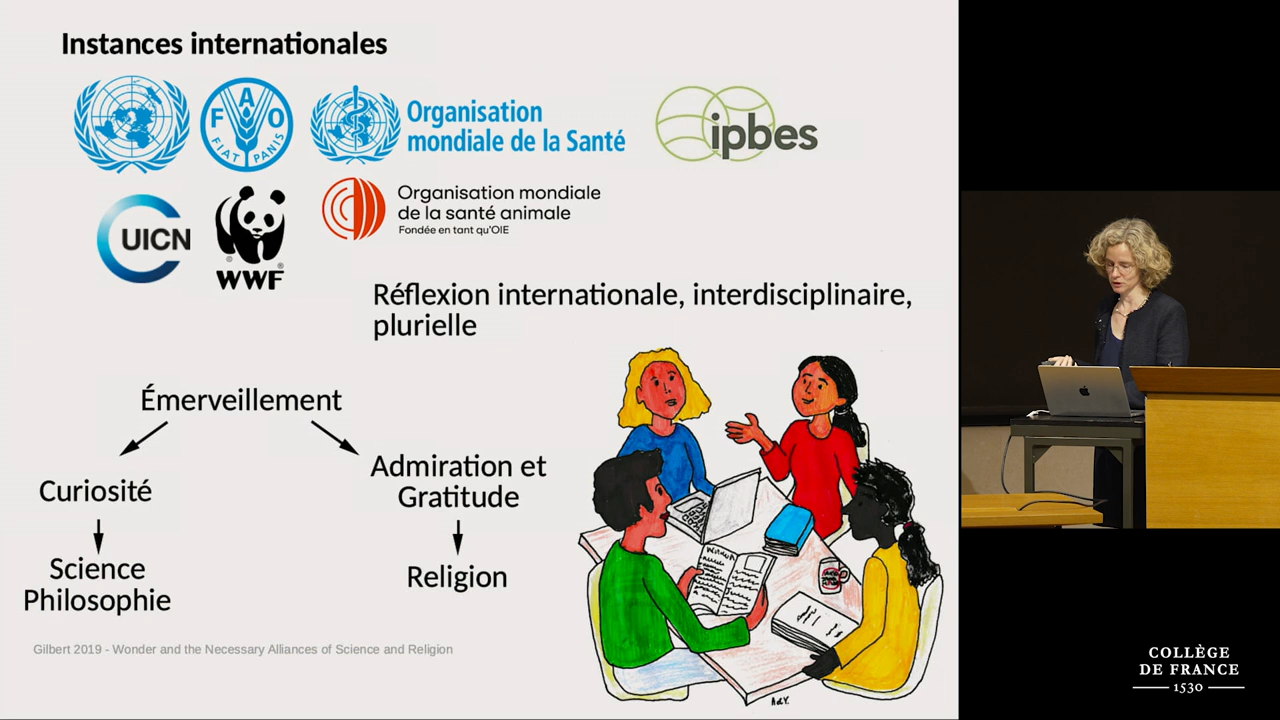 Instances internationales
FAO
FIAT PANIS
Organisation
mondiale de la Santé
ipbes
UICN
WWF
Organisation mondiale
de la santé animale
Fondée en tant qu'OIE
Réflexion internationale, interdisciplinaire,
plurielle
Émerveillement
Curiosité
Admiration et
Gratitude
Science
Philosophie
Religion
Gilbert 2019 - Wonder and the Necessary Alliances of Science and Religion
COLLÈGE
DE FRANCE
1530